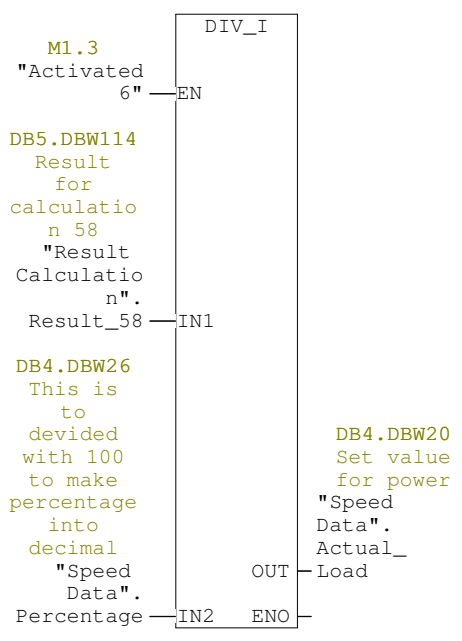 DIV_I
M1.3
"Activated
6"
EN
DB5.DBW114
Result
for
calculatio
n 58
"Result
Calculatio
n".
Result_58
IN1
DB4.DBW26
This is
to
devided
with 100
to make
percentage
into
decimal
"Speed
Data".
Percentage
IN2
DB4.DBW20
Set value
for power
"Speed
Data".
Actual_
Load
OUT
ENO